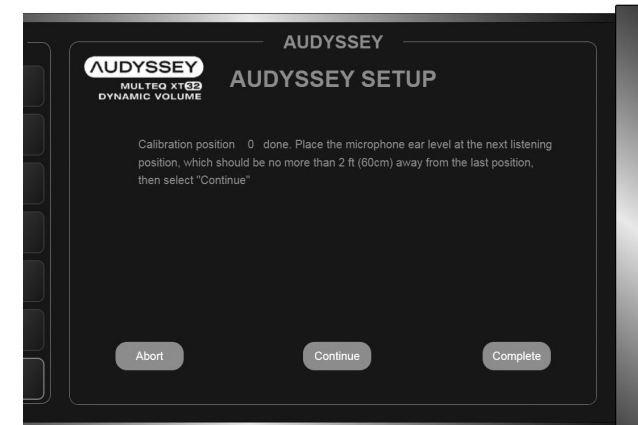 AUDYSSEY
AUDYSSEY
MULTEQ XT32
DYNAMIC VOLUME
AUDYSSEY SETUP
Calibration position 0 done. Place the microphone ear level at the next listening
position, which should be no more than 2 ft (60cm) away from the last position,
then select "Continue"
Abort Continue Complete